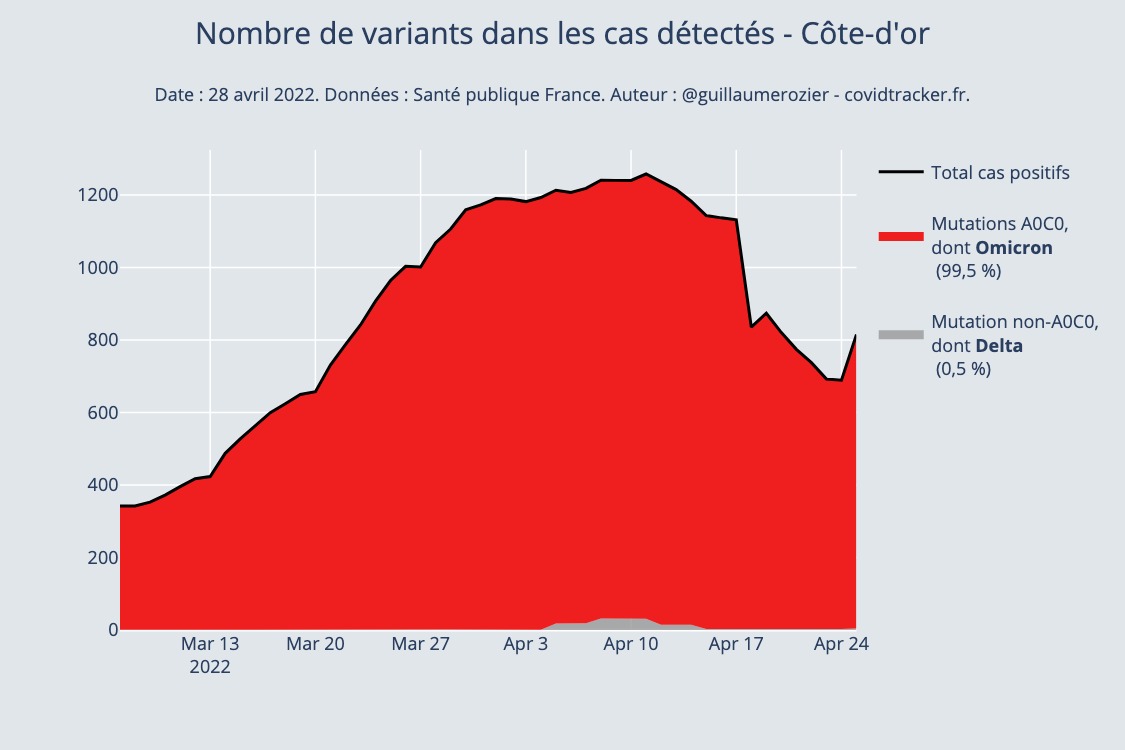 Nombre de variants dans les cas détectés - Côte-d'or
Date : 28 avril 2022. Données : Santé publique France. Auteur : @guillaumerozier - covidtracker.fr.
Total cas positifs
Mutations A0C0,
dont Omicron
(99,5 %)
Mutation non-A0C0,
dont Delta
(0,5 %)
1200
1000
800
600
400
200
0
Mar 13
2022
Mar 20
Mar 27
Apr 3
Apr 10
Apr 17
Apr 24